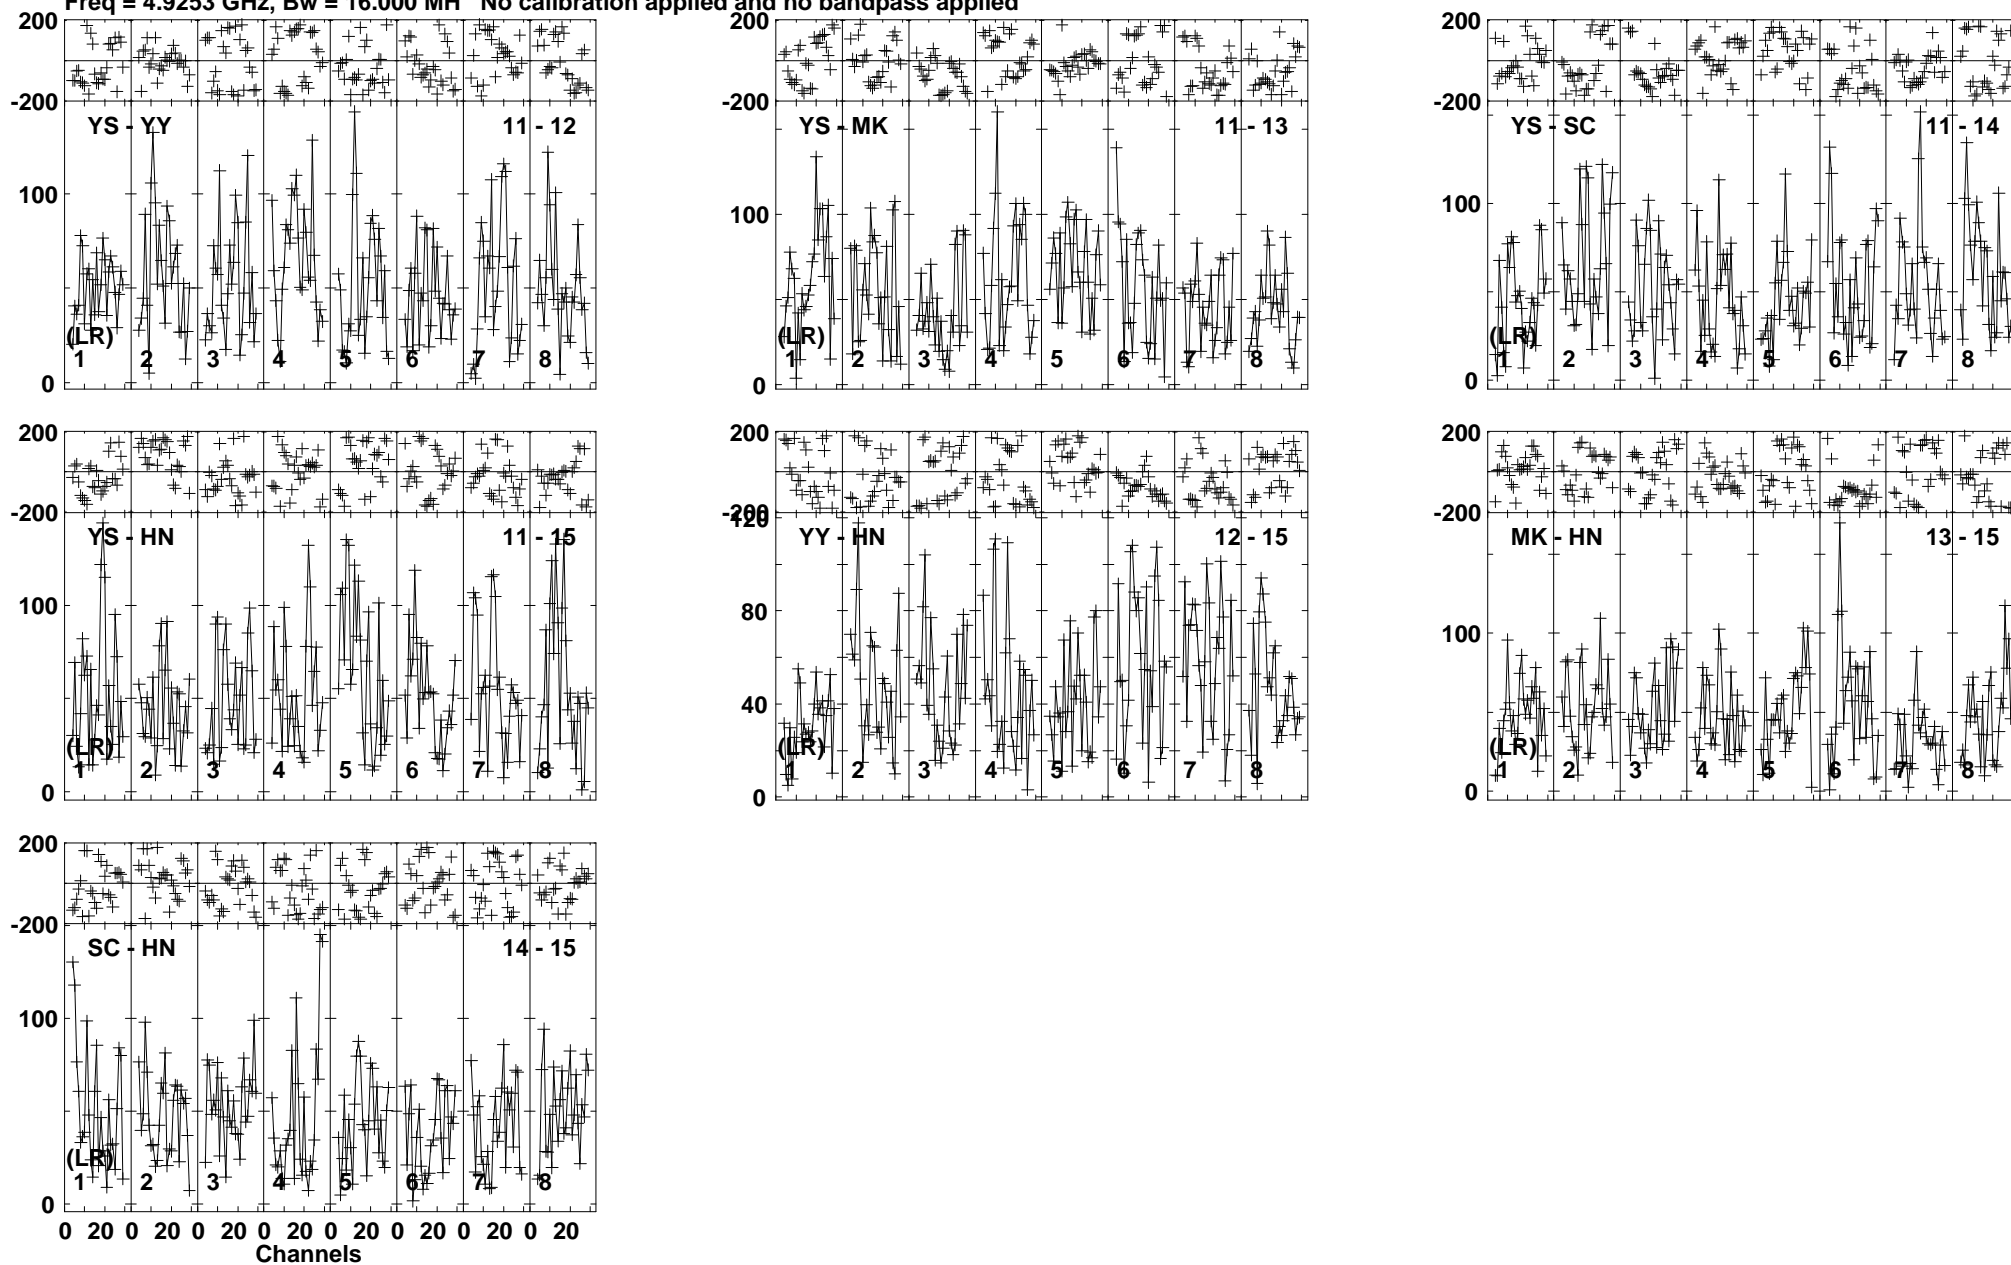 Freq = 4.9253 GHz, Bw = 16.000 MH No calibration applied and no bandpass applied
200 200 200
-200 -200 -200
YS - YY 11 - 12 YS - MK 11 - 13 YS - SC 11 - 14
100 100 100
(LR) (LR) (LR)
1 2 3 4 5 6 7 8 1 2 3 4 5 6 7 8 1 2 3 4 5 6 7 8
0 0 0
200 200 200
-200 -200 120 -200
YS - HN 11 - 15 YY - HN 12 - 15 MK - HN 13 - 15
100 80 100
40
(LR) (LR) (LR)
1 2 3 4 5 6 7 8 1 2 3 4 5 6 7 8 1 2 3 4 5 6 7 8
0 0 0
200
-200
SC - HN 14 - 15
100
(LR)
1 2 3 4 5 6 7 8
0
0 20 0 20 0 20 0 20 0 20 0 20 0 20 0 20
Channels